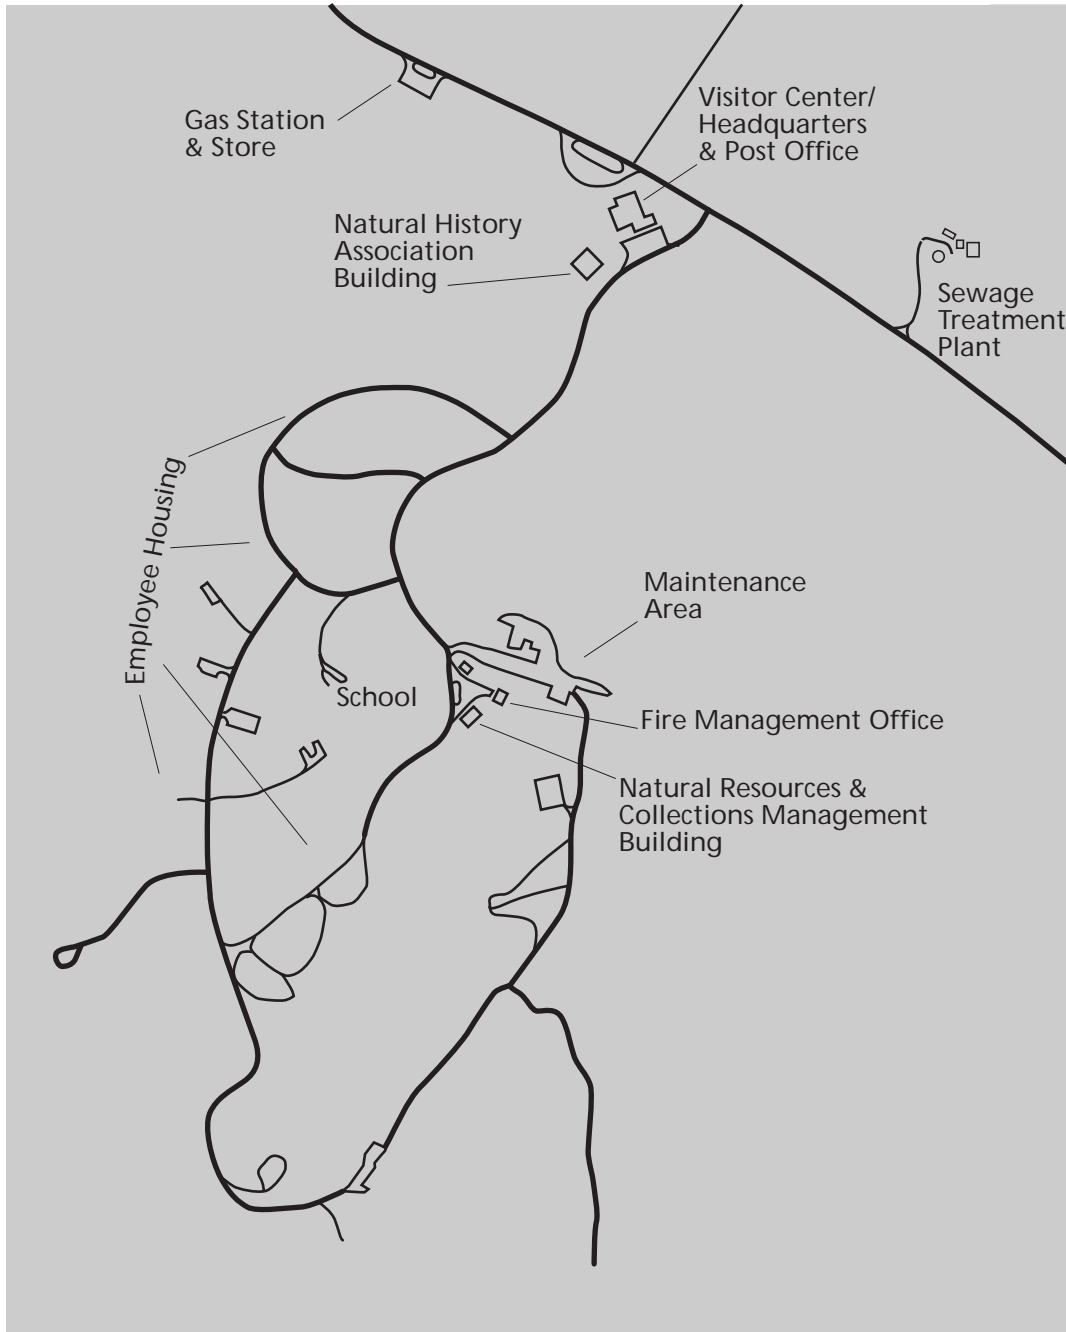 Visitor Center/
Headquarters
& Post Office
Gas Station
& Store
Natural History
Association
Building
Sewage
Treatment
Plant
Employee Housing
Maintenance
Area
School
Fire Management Office
Natural Resources &
Collections Management
Building